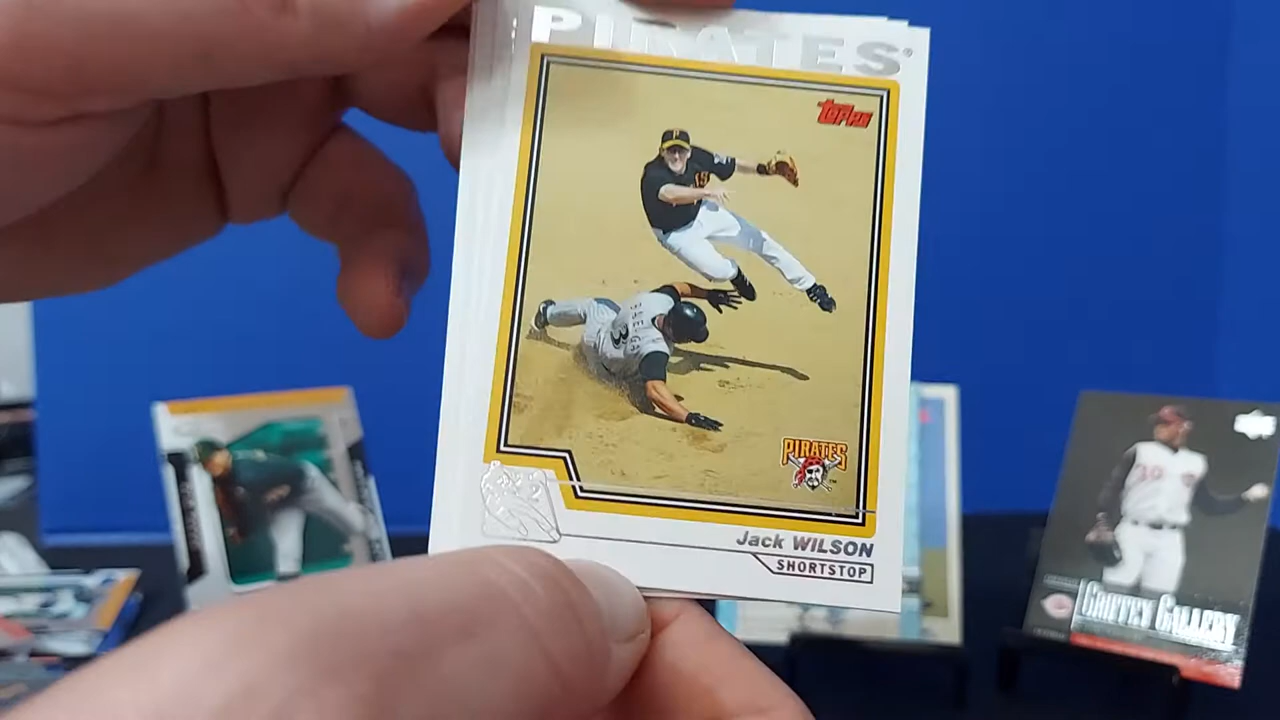 PIRATES
Topps
PIRATES
Jack WILSON
SHORTSTOP
GRIFFEY GALLERY